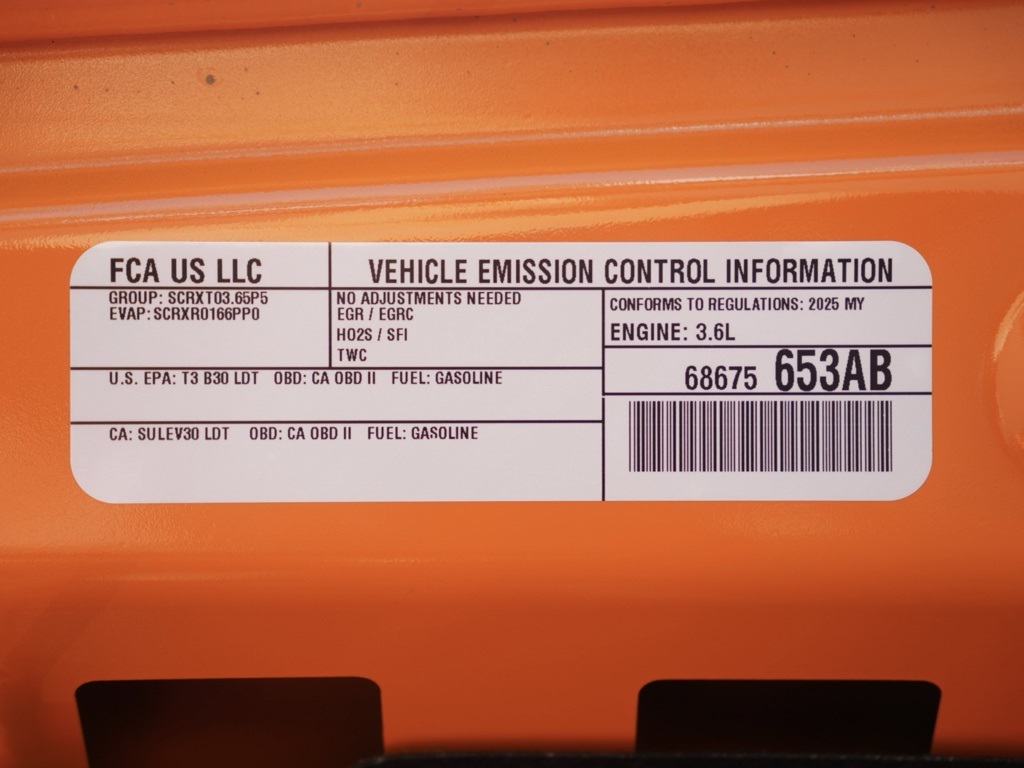 FCA US LLC
VEHICLE EMISSION CONTROL INFORMATION
GROUP: SCRXT03.65P5
EVAP: SCRXR0166PP0
NO ADJUSTMENTS NEEDED
EGR / EGRC
HO2S / SFI
TWC
CONFORMS TO REGULATIONS: 2025 MY
ENGINE: 3.6L
68675 653AB
U.S. EPA: T3 B30 LDT OBD: CA OBD II FUEL: GASOLINE
CA: SULEV30 LDT OBD: CA OBD II FUEL: GASOLINE